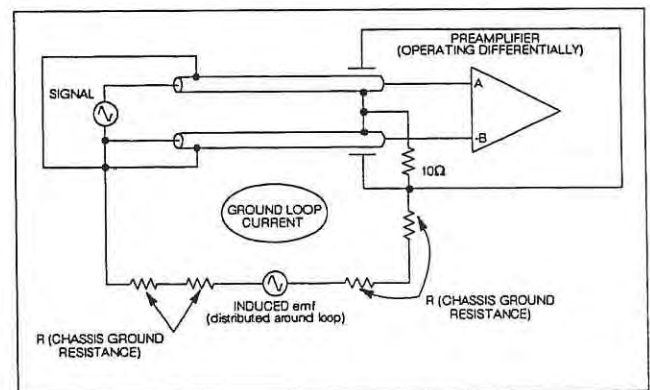 PREAMPLIFIER
(OPERATING DIFFERENTIALLY)
SIGNAL
A
-B
10Ω
GROUND LOOP
CURRENT
INDUCED emf
(distributed around loop)
R (CHASSIS GROUND
RESISTANCE)
R (CHASSIS GROUND
RESISTANCE)